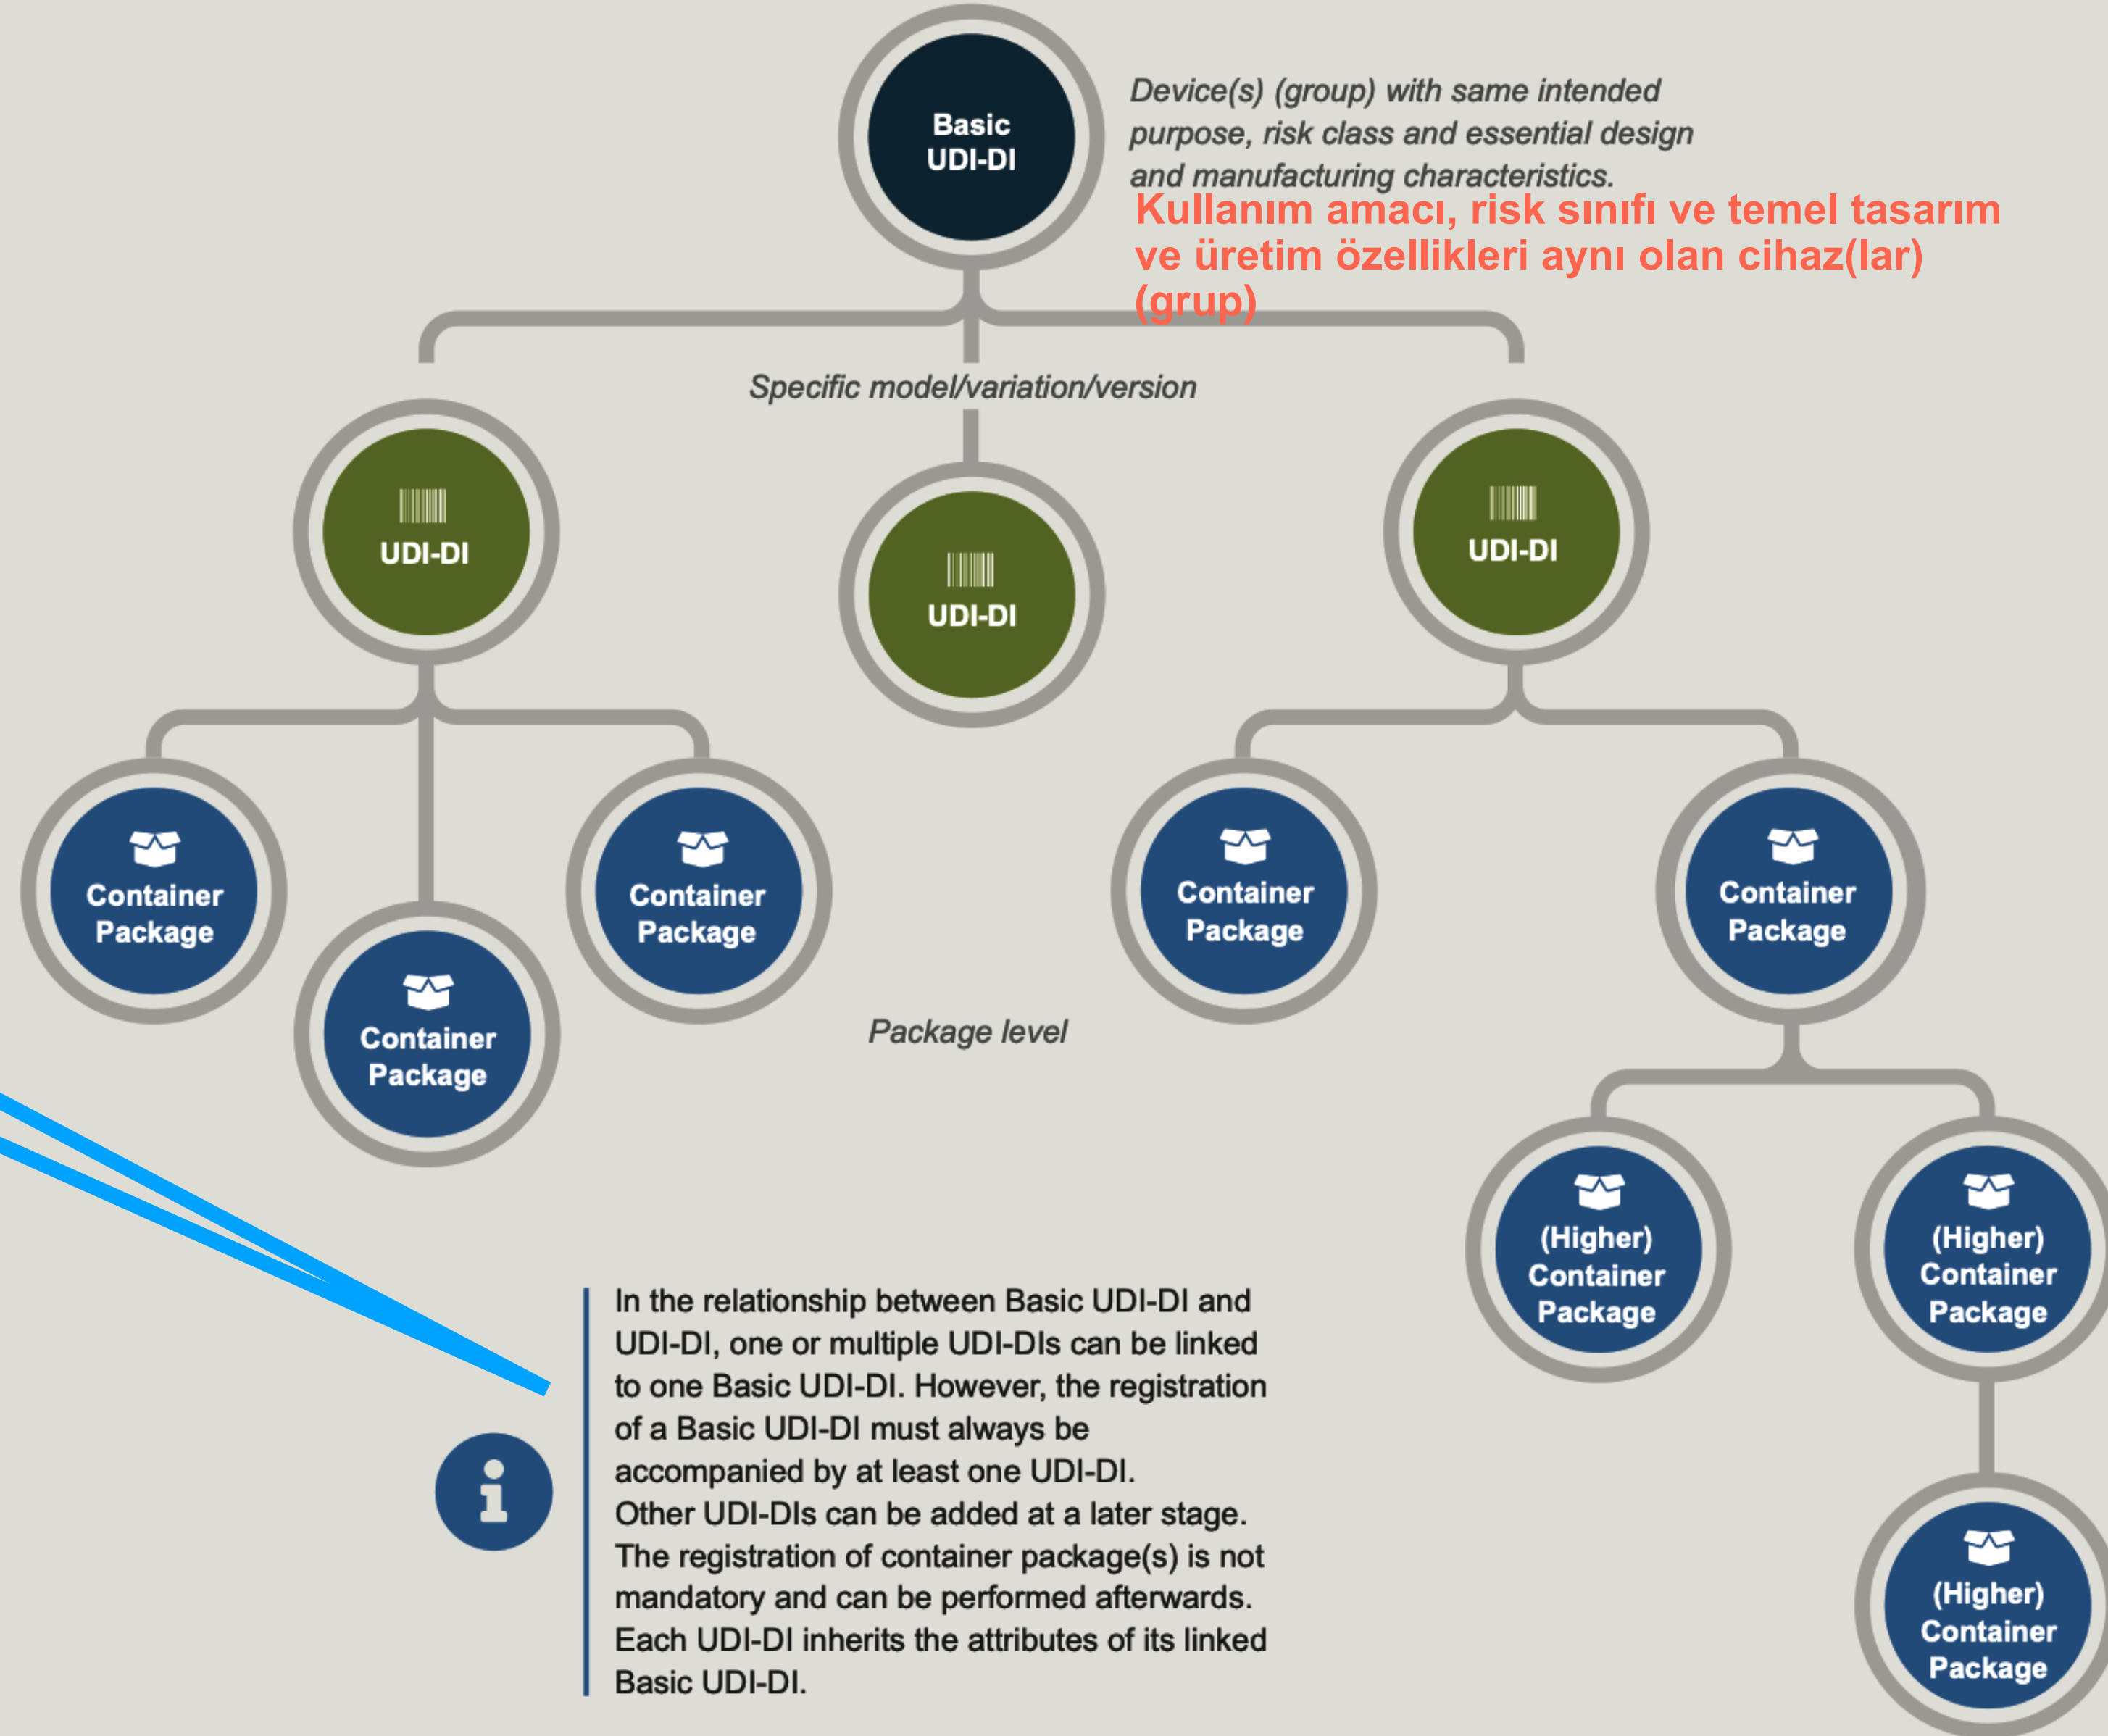 Basic
UDI-DI
Device(s) (group) with same intended
purpose, risk class and essential design
and manufacturing characteristics.
Kullanım amacı, risk sınıfı ve temel tasarım
ve üretim özellikleri aynı olan cihaz(lar)
(grup)
Specific model/variation/version
UDI-DI
UDI-DI
UDI-DI
Container
Package
Container
Package
Container
Package
Container
Package
Container
Package
Package level
(Higher)
Container
Package
(Higher)
Container
Package
(Higher)
Container
Package
In the relationship between Basic UDI-DI and
UDI-DI, one or multiple UDI-DIs can be linked
to one Basic UDI-DI. However, the registration
of a Basic UDI-DI must always be
accompanied by at least one UDI-DI.
Other UDI-DIs can be added at a later stage.
The registration of container package(s) is not
mandatory and can be performed afterwards.
Each UDI-DI inherits the attributes of its linked
Basic UDI-DI.